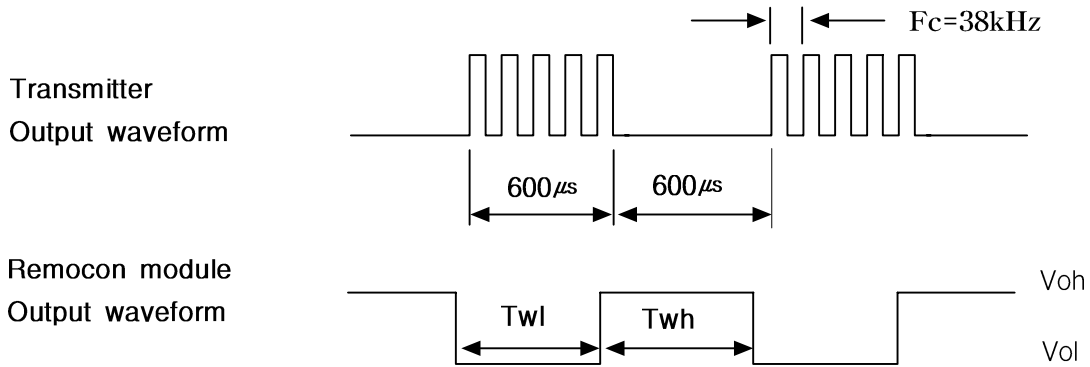 Fc=38kHz
Transmitter
Output waveform
600㎲
600㎲
Remocon module
Output waveform
Voh
Twl
Twh
Vol